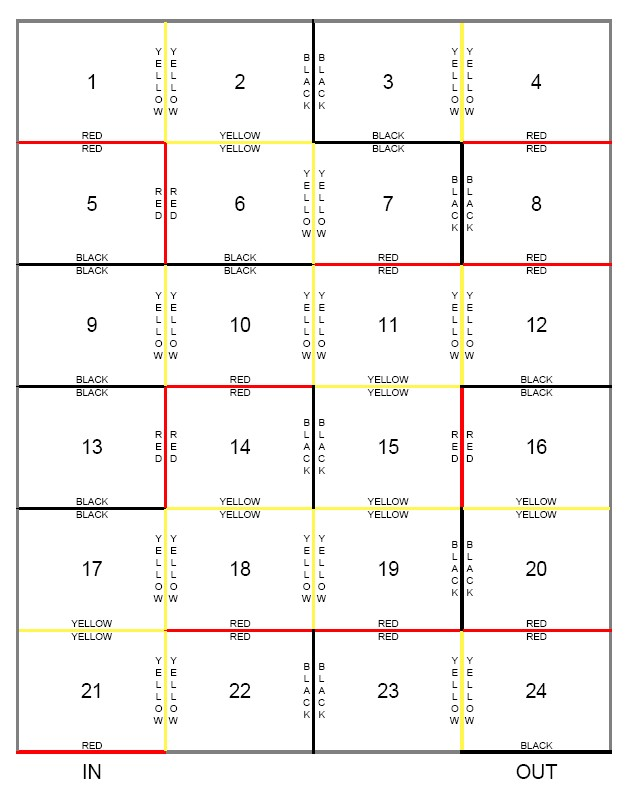 YELLOW YELLOW BLACK BLACK YELLOW YELLOW
1 2 3 4
RED YELLOW BLACK RED
RED YELLOW BLACK RED
RED RED YELLOW YELLOW BLACK BLACK
5 6 7 8
BLACK BLACK RED RED
BLACK BLACK RED RED
YELLOW YELLOW YELLOW YELLOW YELLOW YELLOW
9 10 11 12
BLACK RED YELLOW BLACK
BLACK RED YELLOW BLACK
RED RED BLACK BLACK RED RED
13 14 15 16
BLACK YELLOW YELLOW YELLOW
BLACK YELLOW YELLOW YELLOW
YELLOW YELLOW YELLOW YELLOW BLACK BLACK
17 18 19 20
YELLOW RED RED RED
YELLOW RED RED RED
YELLOW YELLOW BLACK BLACK YELLOW YELLOW
21 22 23 24
RED BLACK
IN OUT